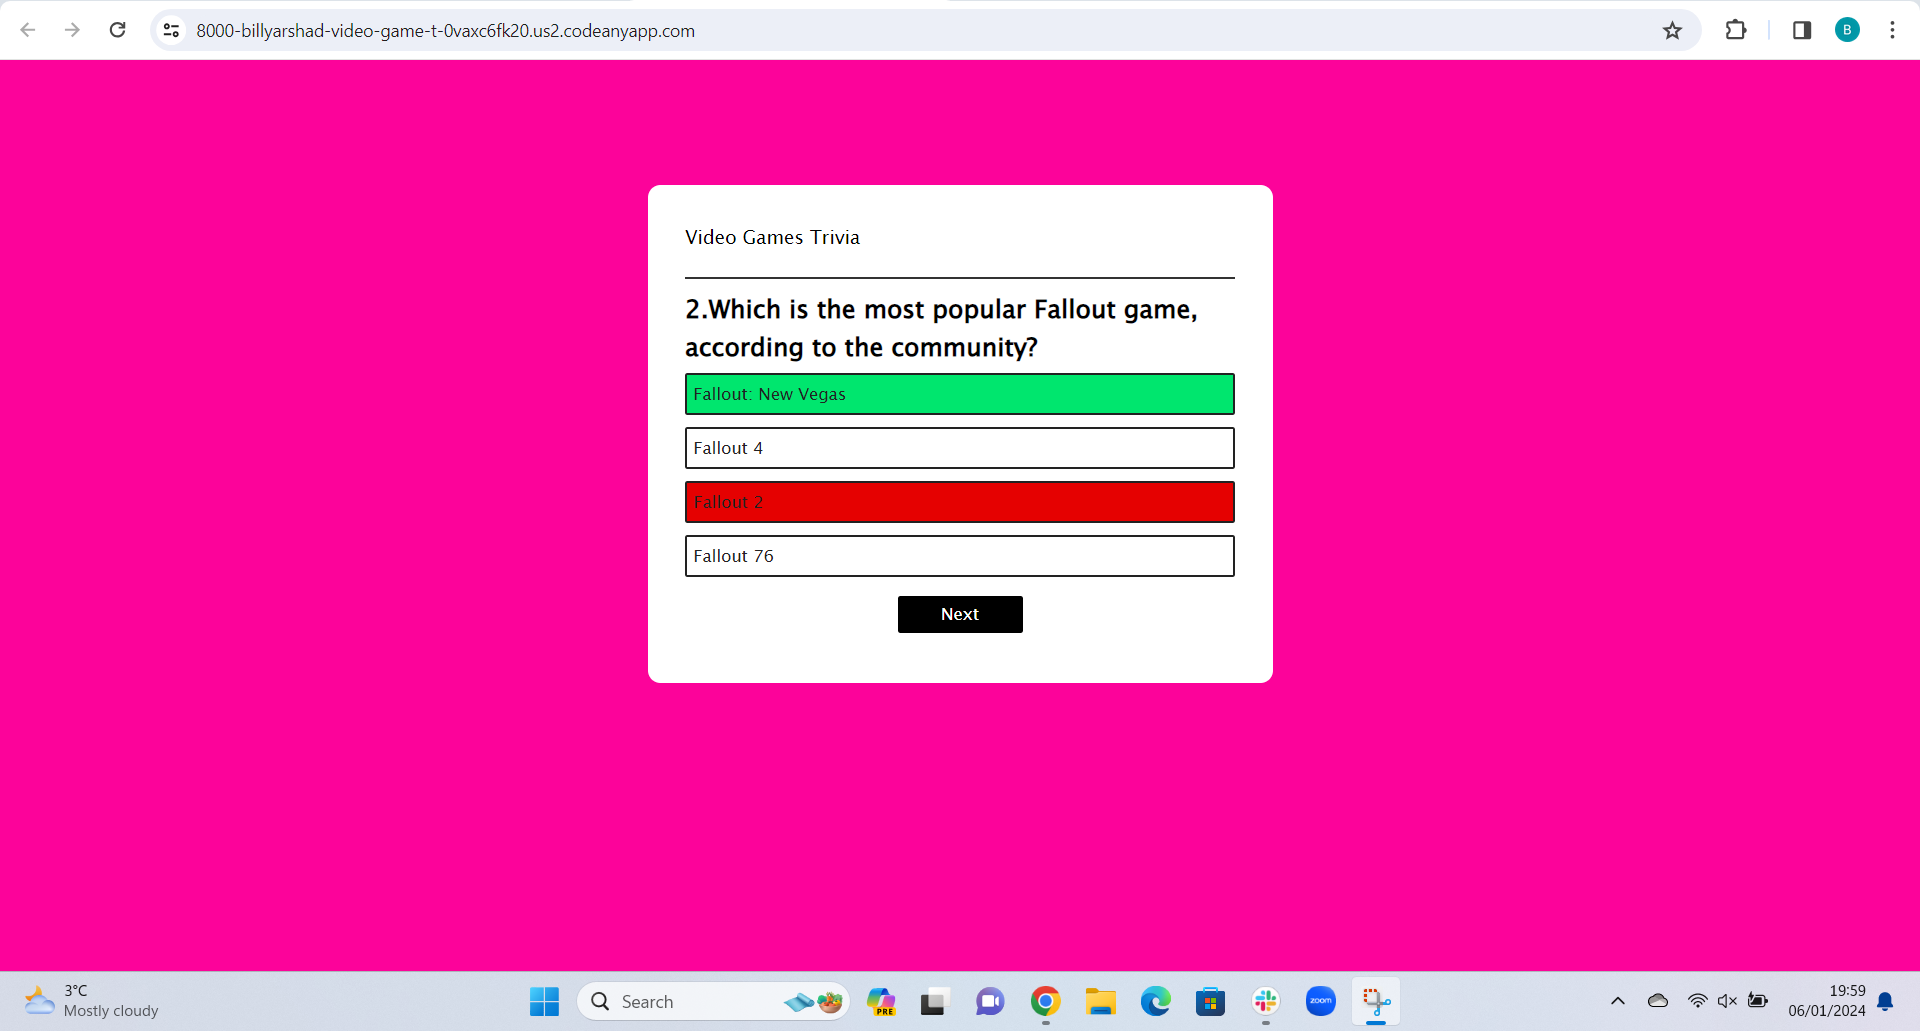 8000-billyarshad-video-game-t-0vaxc6fk20.us2.codeanyapp.com
B
Video Games Trivia
2.Which is the most popular Fallout game,
according to the community?
Fallout: New Vegas
Fallout 4
Fallout 2
Fallout 76
Next
3°C
Mostly cloudy
Search
PRE
zoom
19:59
06/01/2024